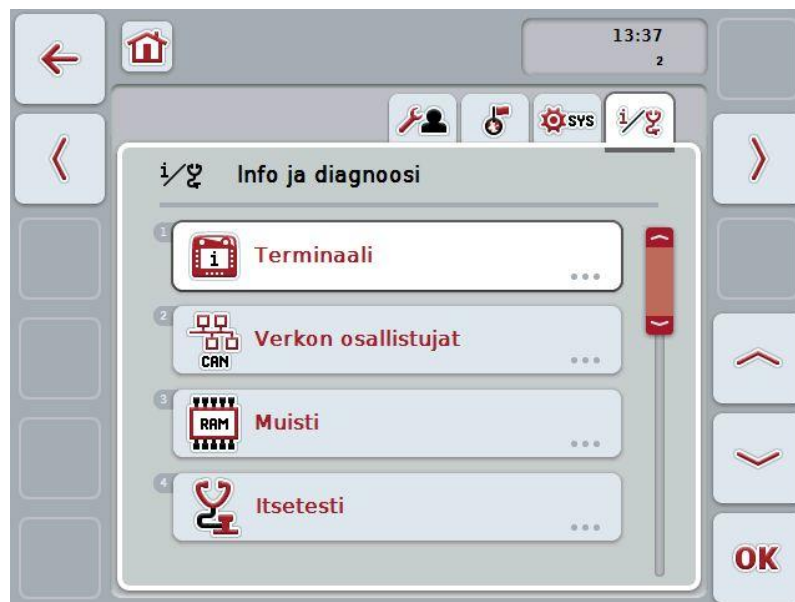 13:37
2
SYS
i
i Info ja diagnoosi
1
i Terminaali
2
CAN Verkon osallistujat
3
RAM Muisti
4
Itsetesti
OK